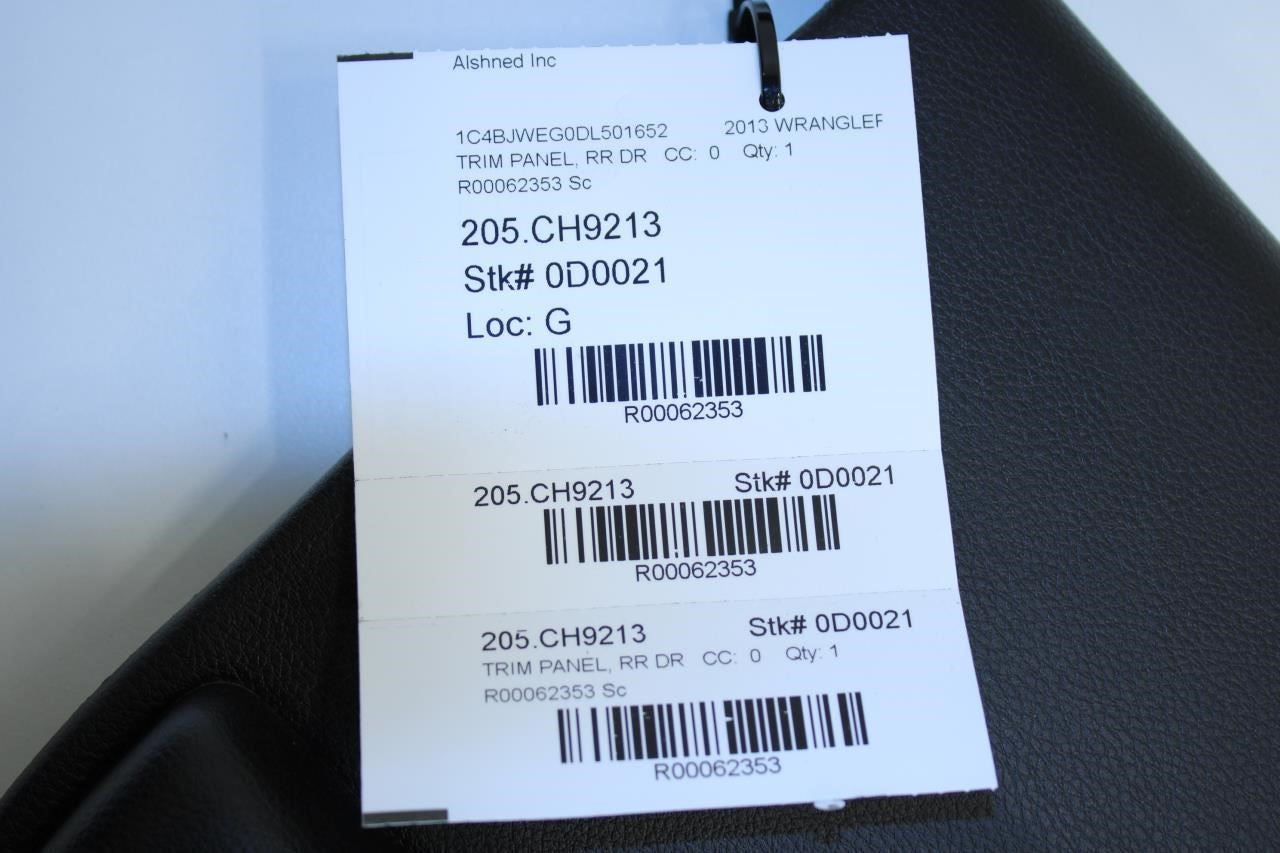 Alshned Inc
1C4BJWEG0DL501652 2013 WRANGLER
TRIM PANEL, RR DR CC: 0 Qty: 1
R00062353 Sc
205.CH9213
Stk# 0D0021
Loc: G
R00062353
205.CH9213 Stk# 0D0021
R00062353
205.CH9213 Stk# 0D0021
TRIM PANEL, RR DR CC: 0 Qty: 1
R00062353 Sc
R00062353